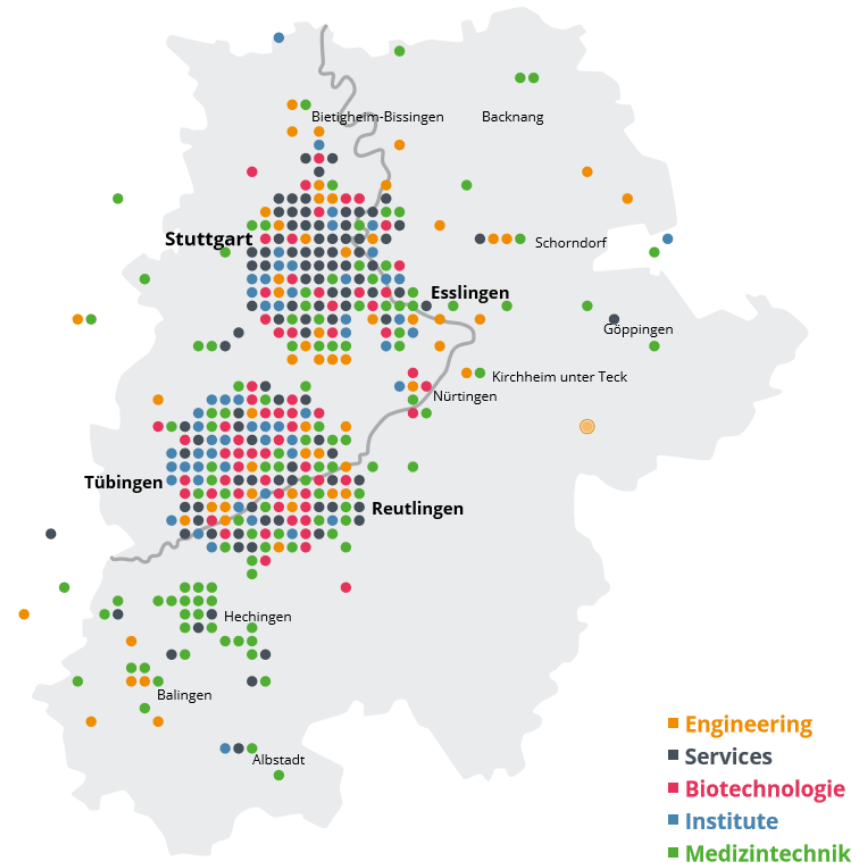 Bietigheim-Bissingen
Backnang
Stuttgart
Schorndorf
Esslingen
Göppingen
Kirchheim unter Teck
Nürtingen
Tübingen
Reutlingen
Hechingen
Balingen
Albstadt
Engineering
Services
Biotechnologie
Institute
Medizintechnik